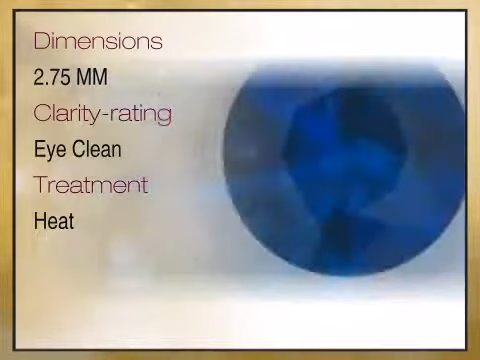 Dimensions
2.75 MM
Clarity-rating
Eye Clean
Treatment
Heat